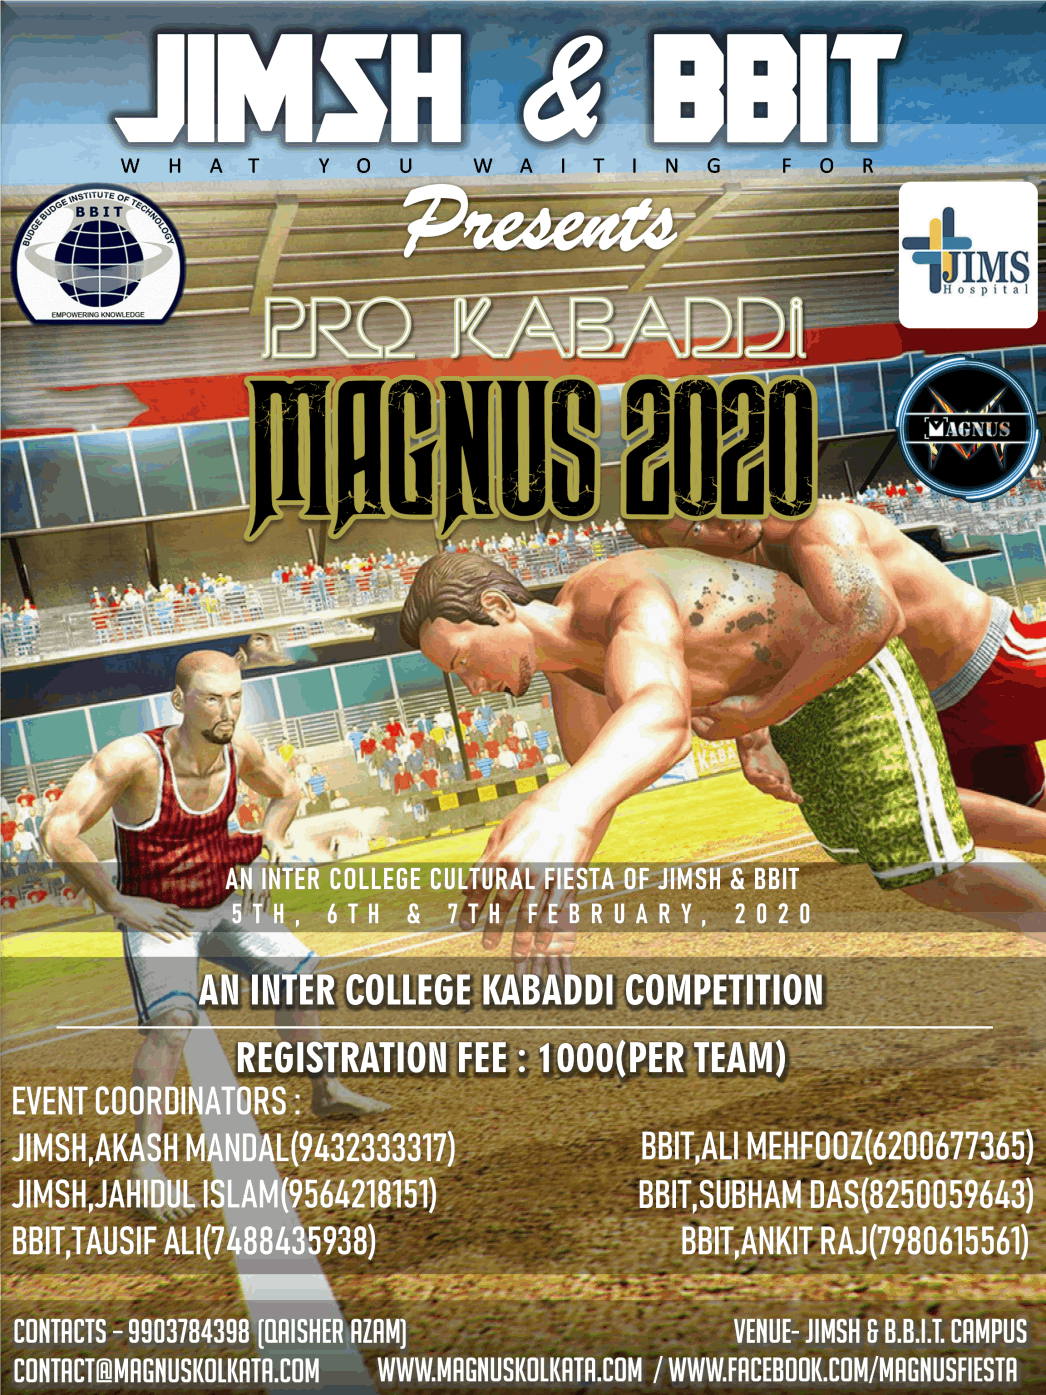 JIMSH & BBIT
WHAT YOU WAITING FOR
Presents
BUDGE BUDGE INSTITUTE OF TECHNOLOGY
BBIT
EMPOWERING KNOWLEDGE
JIMS
Hospital
PRO KABADDi
MAGNUS 2020
MAGNUS
KABA
AN INTER COLLEGE CULTURAL FIESTA OF JIMSH & BBIT
5TH, 6TH & 7TH FEBRUARY, 2020
AN INTER COLLEGE KABADDI COMPETITION
REGISTRATION FEE : 1000(PER TEAM)
EVENT COORDINATORS :
JIMSH,AKASH MANDAL(9432333317)
BBIT,ALI MEHFOOZ(6200677365)
JIMSH,JAHIDUL ISLAM(9564218151)
BBIT,SUBHAM DAS(8250059643)
BBIT,TAUSIF ALI(7488435938)
BBIT,ANKIT RAJ(7980615561)
CONTACTS - 9903784398 (QAISHER AZAM)
VENUE- JIMSH & B.B.I.T. CAMPUS
CONTACT@MAGNUSKOLKATA.COM
WWW.MAGNUSKOLKATA.COM / WWW.FACEBOOK.COM/MAGNUSFIESTA